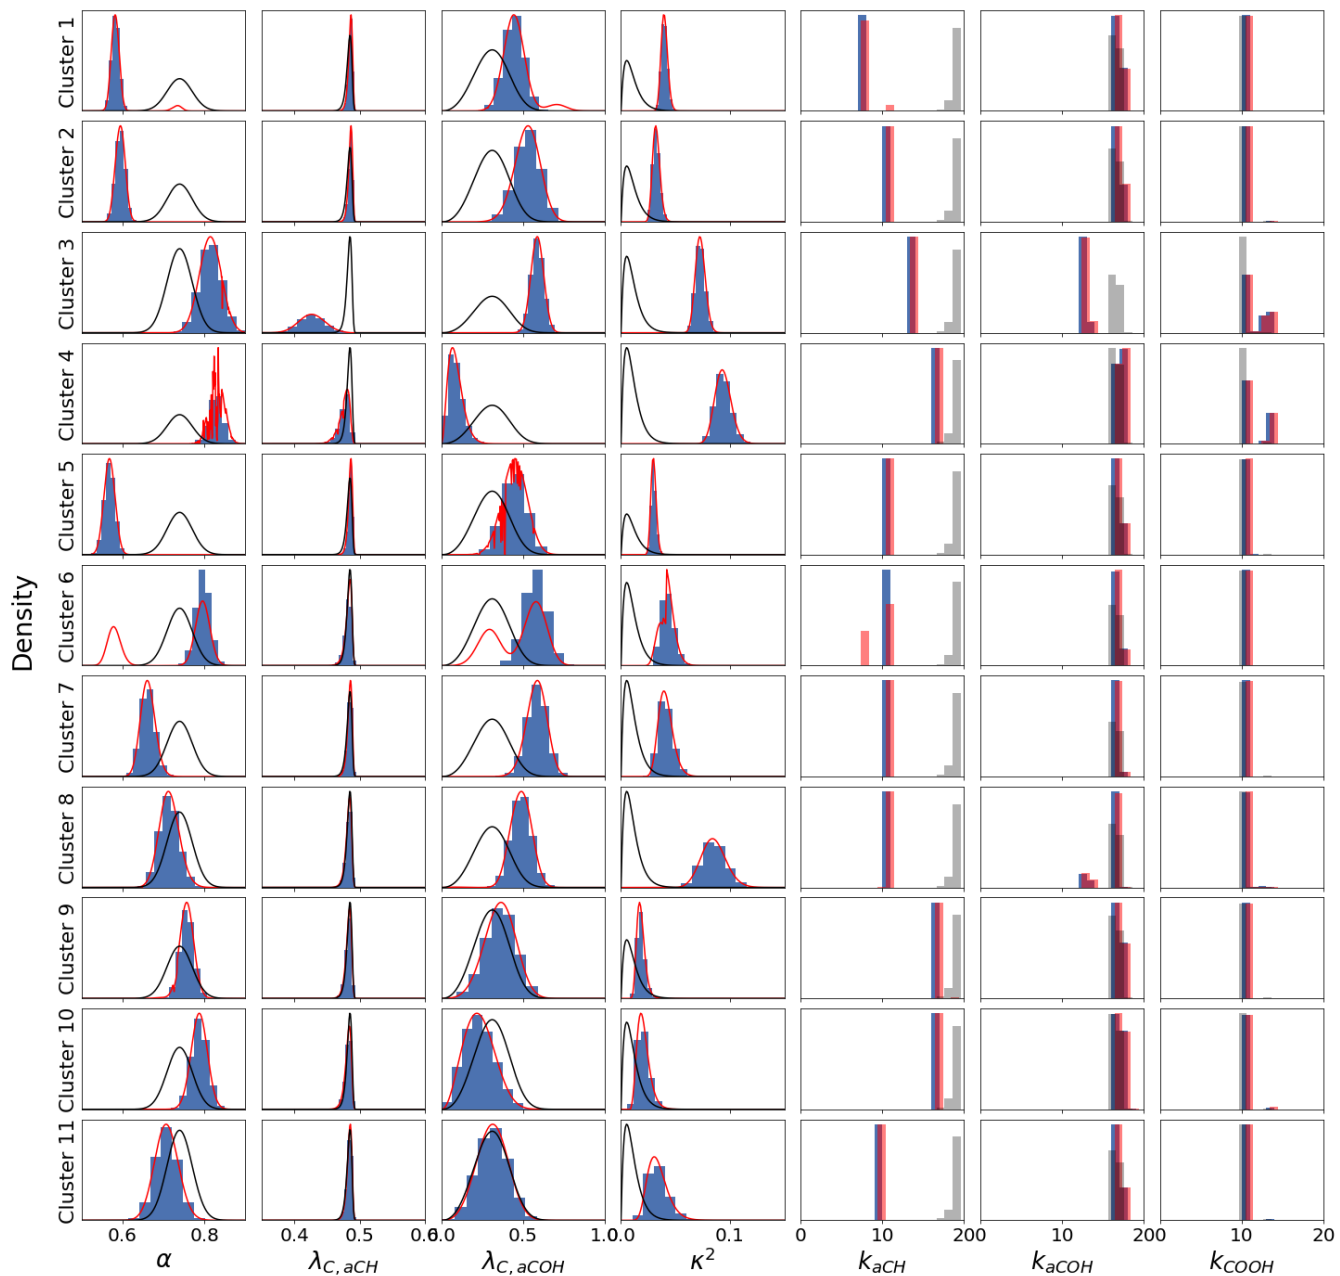 Cluster 1
Cluster 2
Cluster 3
Cluster 4
Cluster 5
Cluster 6
Cluster 7
Cluster 8
Cluster 9
Cluster 10
Cluster 11
Density
0.6 0.8
0.4 0.5 0.6
0.0 0.5 1.0
0.0 0.1
0 10 20
0 10 20
0 10 20
α
λC, aCH
λC, aCOH
κ²
kaCH
kaCOH
kCOOH